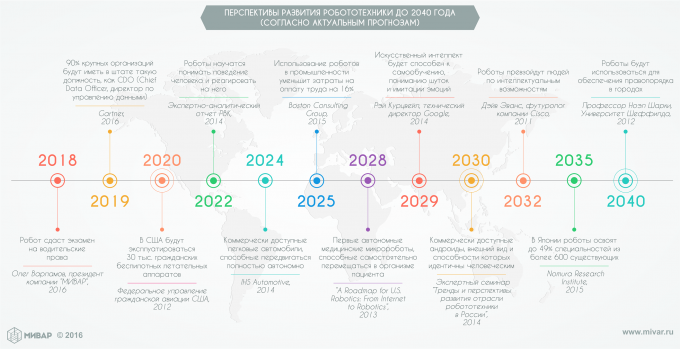 ПЕРСПЕКТИВЫ РАЗВИТИЯ РОБОТОТЕХНИКИ ДО 2040 ГОДА
(СОГЛАСНО АКТУАЛЬНЫМ ПРОГНОЗАМ)
90% крупных организаций
будут иметь в штате такую
должность, как CDO (Chief
Data Officer, директор по
управлению данными)
Gartner,
2016
Роботы научатся
понимать поведение
человека и реагировать
на него
Экспертно-аналитический
отчет РБК,
2014
Использование роботов
в промышленности
уменьшит затраты на
оплату труда на 16%
Boston Consulting
Group,
2015
Искусственный интеллект
будет способен к
самообучению,
пониманию шуток
и имитации эмоций
Рэй Курцвейл, технический
директор Google,
2014
Роботы превзойдут людей
по интеллектуальным
возможностям
Дэйв Эванс, футуролог
компании Cisco,
2011
Роботы будут
использоваться для
обеспечения правопорядка
в городах
Профессор Ноэл Шарки,
Университет Шеффилда,
2012
2018
2019
2020
2022
2024
2025
2028
2029
2030
2032
2035
2040
Робот сдаст экзамен
на водительские
права
Олег Варламов, президент
компании "МИВАР",
2016
В США будут
эксплуатироваться
30 тыс. гражданских
беспилотных летательных
аппаратов
Федеральное управление
гражданской авиации США,
2012
Коммерчески доступные
легковые автомобили,
способные передвигаться
полностью автономно
IHS Automotive,
2014
Первые автономные
медицинские микророботы,
способные самостоятельно
перемещаться в организме
пациента
"A Roadmap for U.S.
Robotics: From Internet
to Robotics",
2013
Коммерчески доступные
андроиды, внешний вид и
способности которых
идентичны человеческим
Экспертный семинар
"Тренды и перспективы
развития отрасли
робототехники
в России",
2014
В Японии роботы освоят
до 49% специальностей из
более 600 существующих
Nomura Research
Institute,
2015
МИВАР © 2016
www.mivar.ru